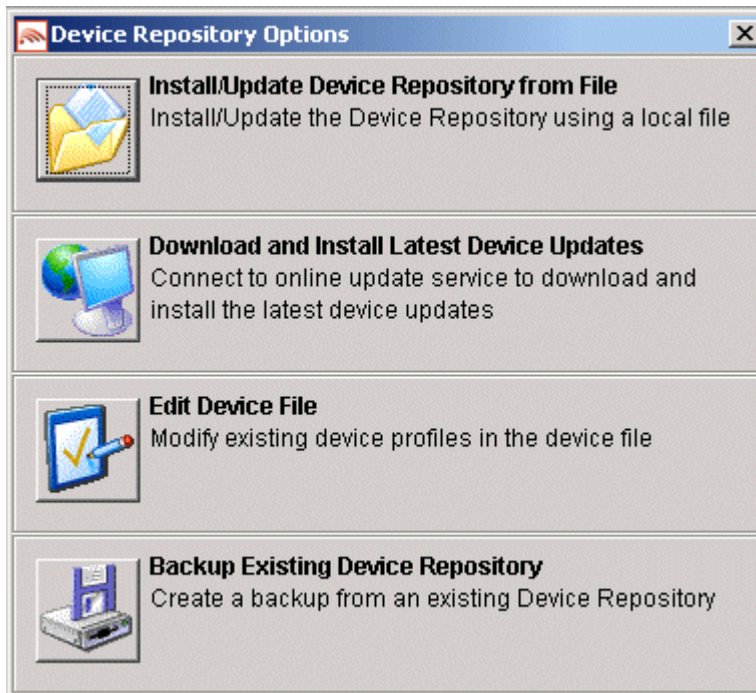 Device Repository Options
Install/Update Device Repository from File
Install/Update the Device Repository using a local file
Download and Install Latest Device Updates
Connect to online update service to download and
install the latest device updates
Edit Device File
Modify existing device profiles in the device file
Backup Existing Device Repository
Create a backup from an existing Device Repository